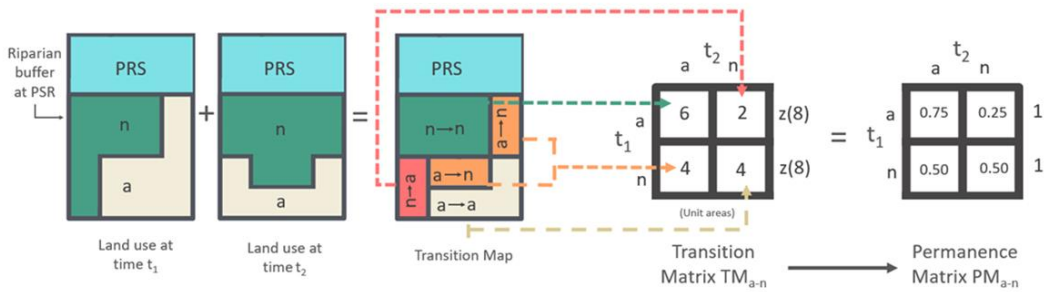 Riparian
buffer
at PSR
PRS
n
a
Land use at
time t1
+
PRS
n
a
Land use at
time t2
=
PRS
n→n
a→n
n→a
a→n
a→a
Transition Map
t2
a n
t1
a
n
6 2 z(8)
4 4 z(8)
(Unit areas)
Transition
Matrix TMa-n
=
t2
a n
t1
a
n
0.75 0.25 1
0.50 0.50 1
Permanence
Matrix PMa-n